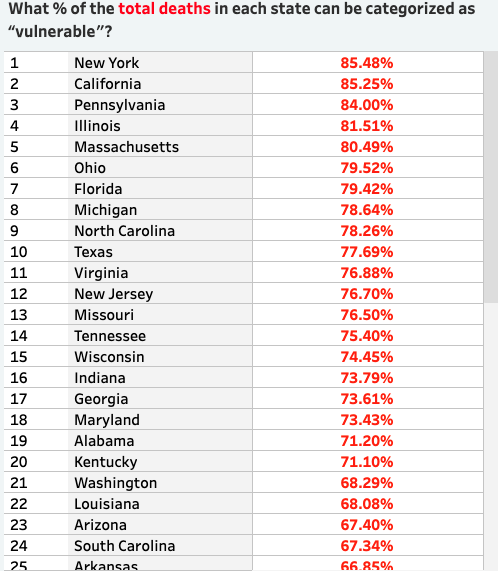 What % of the total deaths in each state can be categorized as
“vulnerable”?
1 New York 85.48%
2 California 85.25%
3 Pennsylvania 84.00%
4 Illinois 81.51%
5 Massachusetts 80.49%
6 Ohio 79.52%
7 Florida 79.42%
8 Michigan 78.64%
9 North Carolina 78.26%
10 Texas 77.69%
11 Virginia 76.88%
12 New Jersey 76.70%
13 Missouri 76.50%
14 Tennessee 75.40%
15 Wisconsin 74.45%
16 Indiana 73.79%
17 Georgia 73.61%
18 Maryland 73.43%
19 Alabama 71.20%
20 Kentucky 71.10%
21 Washington 68.29%
22 Louisiana 68.08%
23 Arizona 67.40%
24 South Carolina 67.34%
25 Arkansas 66.85%